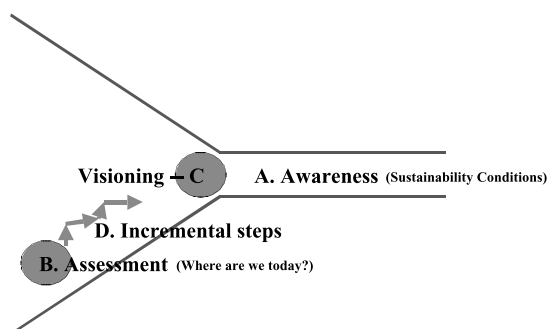 Visioning – C
A. Awareness (Sustainability Conditions)
D. Incremental steps
B. Assessment (Where are we today?)